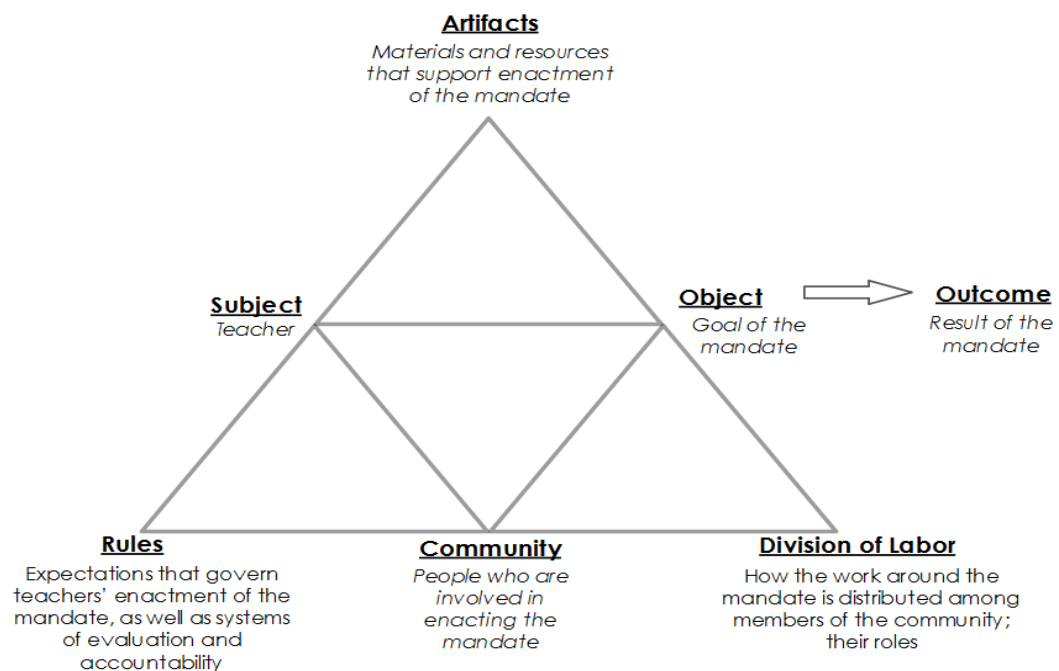 Artifacts
Materials and resources
that support enactment
of the mandate
Subject
Teacher
Object
Goal of the
mandate
Outcome
Result of the
mandate
Rules
Expectations that govern
teachers' enactment of the
mandate, as well as systems
of evaluation and
accountability
Community
People who are
involved in
enacting the
mandate
Division of Labor
How the work around the
mandate is distributed among
members of the community;
their roles